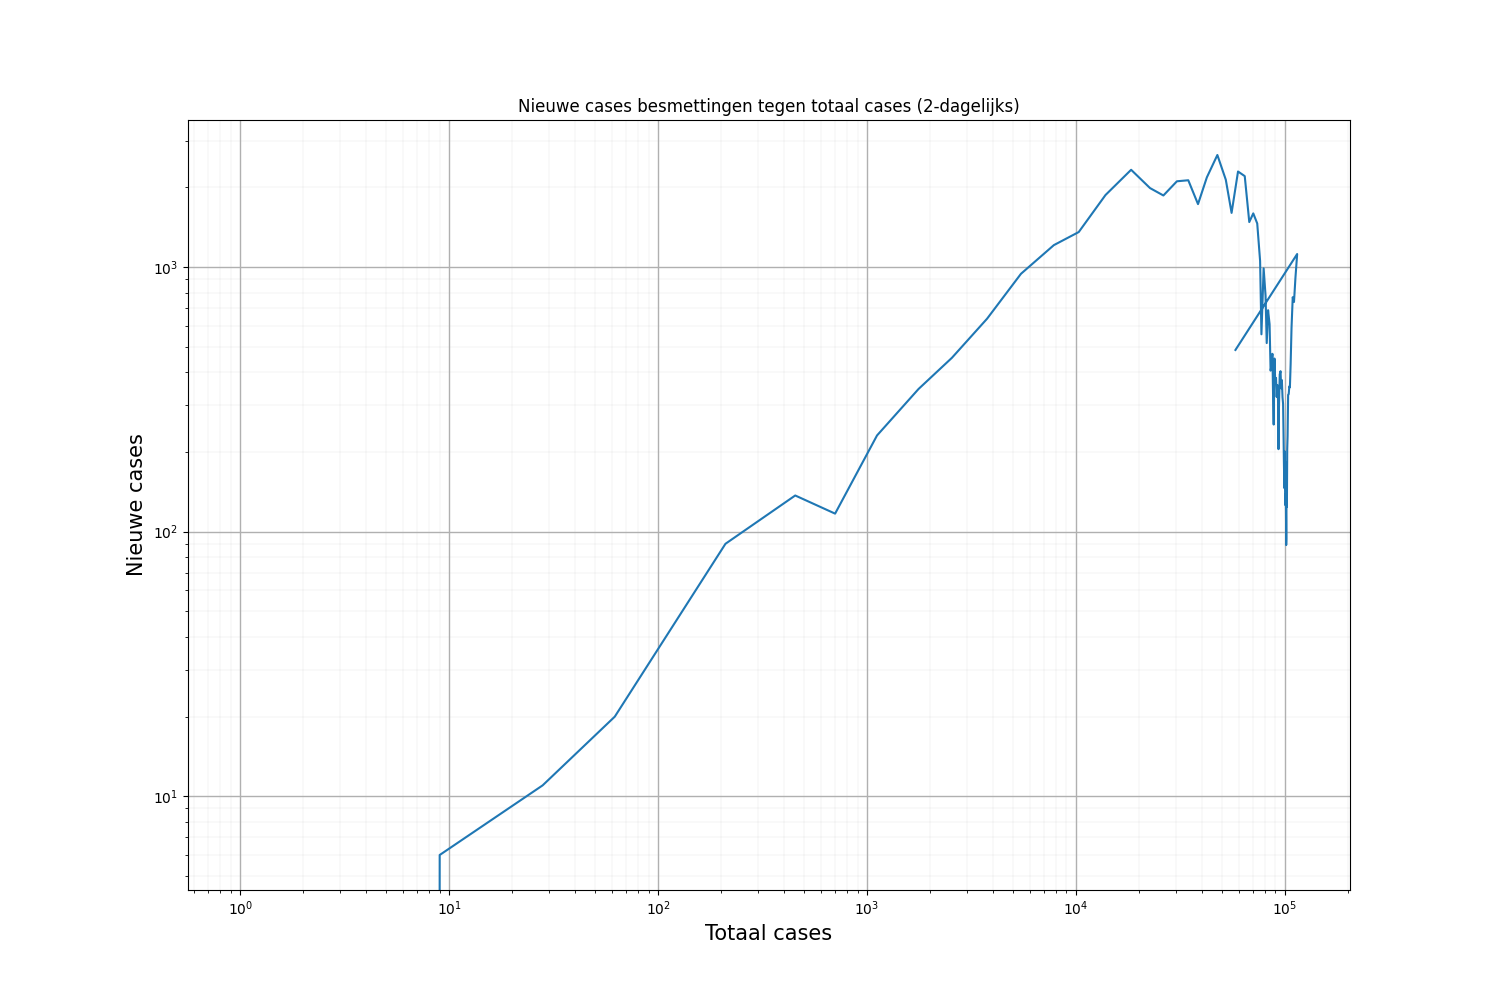 Nieuwe cases besmettingen tegen totaal cases (2-dagelijks)
Nieuwe cases
10³
10²
10¹
10⁰ 10¹ 10² 10³ 10⁴ 10⁵
Totaal cases